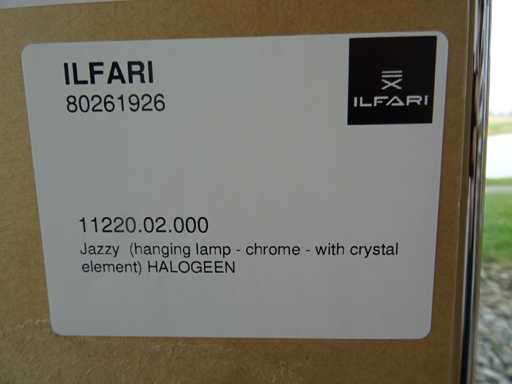 ILFARI
80261926
ILFARI
11220.02.000
Jazzy (hanging lamp - chrome - with crystal
element) HALOGEEN